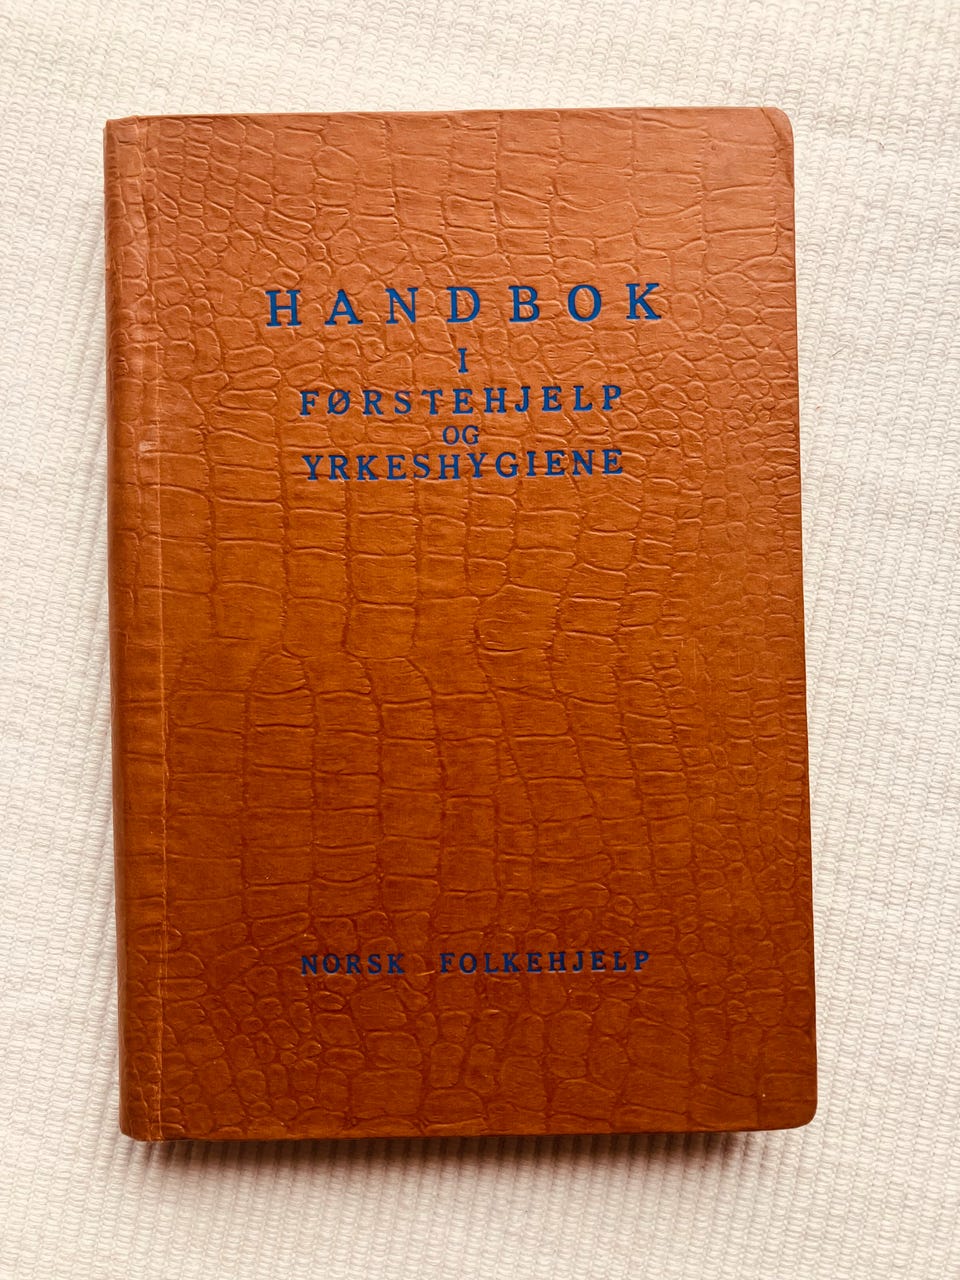 HANDBOK
I
FØRSTEHJELP
OG
YRKESHYGIENE
NORSK FOLKEHJELP